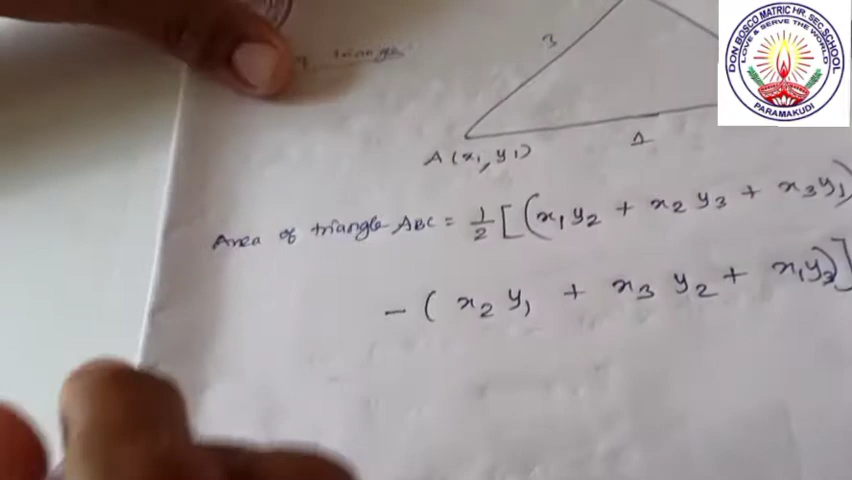 DON BOSCO MATRIC HR. SEC. SCHOOL
LOVE & SERVE THE WORLD
PARAMAKUDI
triangle
3
A (x₁, y₁)
Area of triangle ABC = 1/2 [(x₁y₂ + x₂y₃ + x₃y₁)
- (x₂y₁ + x₃y₂ + x₁y₃)]